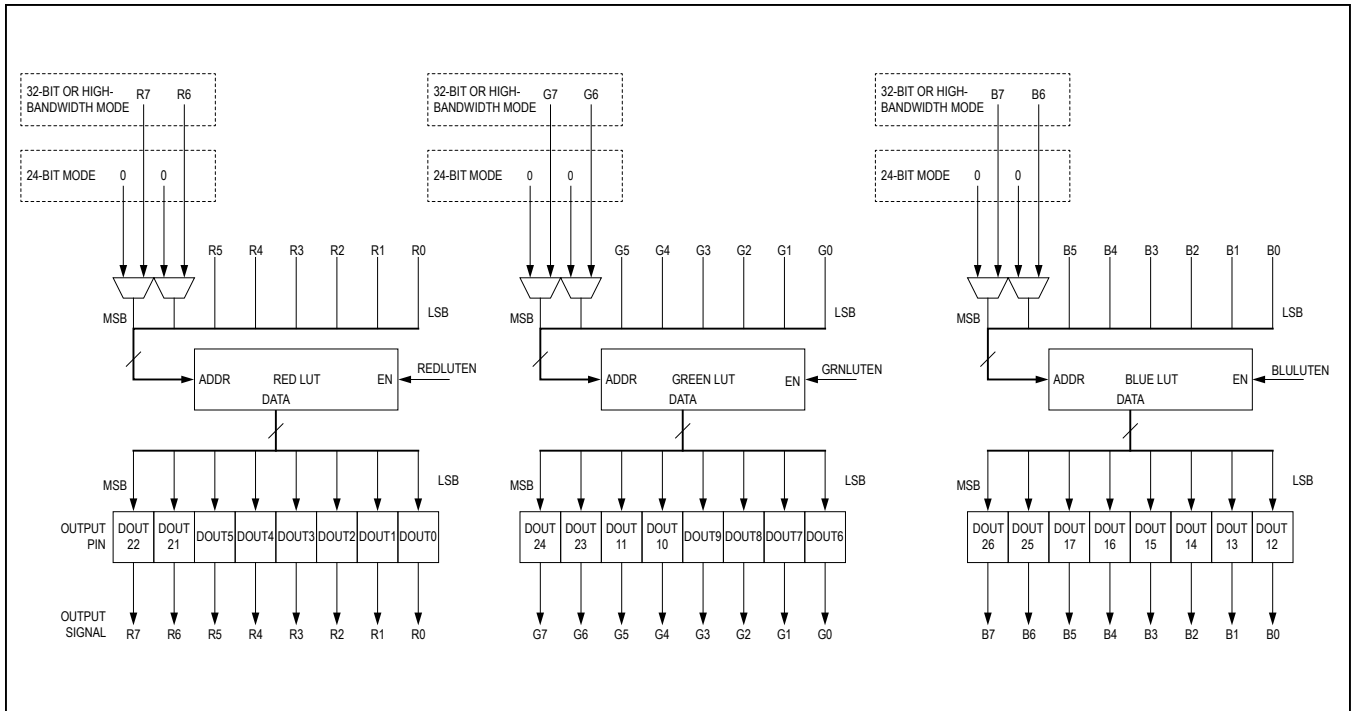 32-BIT OR HIGH- R7 R6
BANDWIDTH MODE
24-BIT MODE 0 0
R5 R4 R3 R2 R1 R0
MSB LSB
ADDR RED LUT EN REDLUTEN
DATA
MSB LSB
OUTPUT PIN
DOUT 22 DOUT 21 DOUT5 DOUT4 DOUT3 DOUT2 DOUT1 DOUT0
OUTPUT SIGNAL
R7 R6 R5 R4 R3 R2 R1 R0
32-BIT OR HIGH- G7 G6
BANDWIDTH MODE
24-BIT MODE 0 0
G5 G4 G3 G2 G1 G0
MSB LSB
ADDR GREEN LUT EN GRNLUTEN
DATA
MSB LSB
DOUT 24 DOUT 23 DOUT 11 DOUT 10 DOUT9 DOUT8 DOUT7 DOUT6
G7 G6 G5 G4 G3 G2 G1 G0
32-BIT OR HIGH- B7 B6
BANDWIDTH MODE
24-BIT MODE 0 0
B5 B4 B3 B2 B1 B0
MSB LSB
ADDR BLUE LUT EN BLULUTEN
DATA
MSB LSB
DOUT 26 DOUT 25 DOUT 17 DOUT 16 DOUT 15 DOUT 14 DOUT 13 DOUT 12
B7 B6 B5 B4 B3 B2 B1 B0